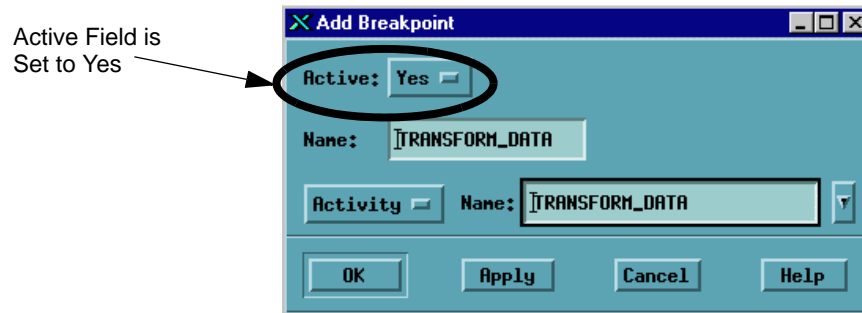 Add Breakpoint
Active Field is
Set to Yes
Active: Yes
Name: TRANSFORM_DATA
Activity Name: TRANSFORM_DATA
OK Apply Cancel Help